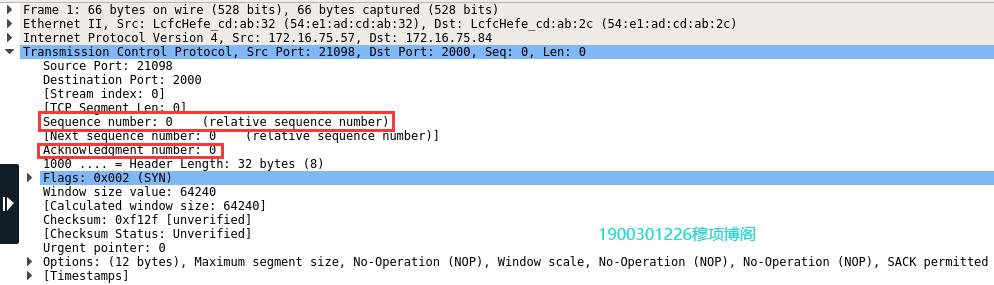 Frame 1: 66 bytes on wire (528 bits), 66 bytes captured (528 bits)
Ethernet II, Src: LcfcHefe_cd:ab:32 (54:e1:ad:cd:ab:32), Dst: LcfcHefe_cd:ab:2c (54:e1:ad:cd:ab:2c)
Internet Protocol Version 4, Src: 172.16.75.57, Dst: 172.16.75.84
Transmission Control Protocol, Src Port: 21098, Dst Port: 2000, Seq: 0, Len: 0
Source Port: 21098
Destination Port: 2000
[Stream index: 0]
[TCP Segment Len: 0]
Sequence number: 0    (relative sequence number)
[Next sequence number: 0    (relative sequence number)]
Acknowledgment number: 0
1000 .... = Header Length: 32 bytes (8)
Flags: 0x002 (SYN)
Window size value: 64240
[Calculated window size: 64240]
Checksum: 0xf12f [unverified]
[Checksum Status: Unverified]
1900301226穆项博阁
Urgent pointer: 0
Options: (12 bytes), Maximum segment size, No-Operation (NOP), Window scale, No-Operation (NOP), No-Operation (NOP), SACK permitted
[Timestamps]